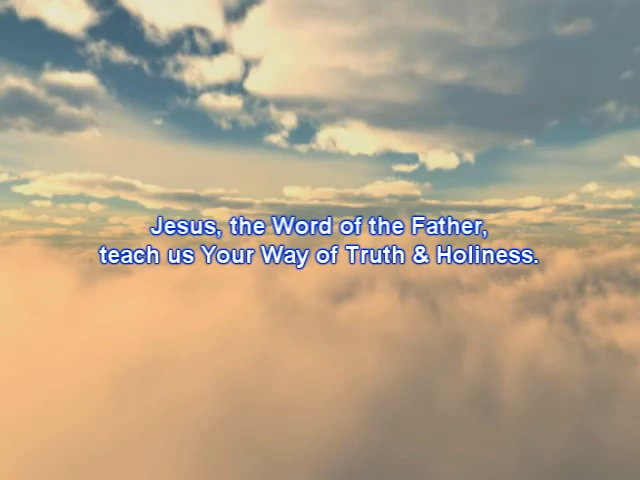 Jesus, the Word of the Father,
teach us Your Way of Truth & Holiness.